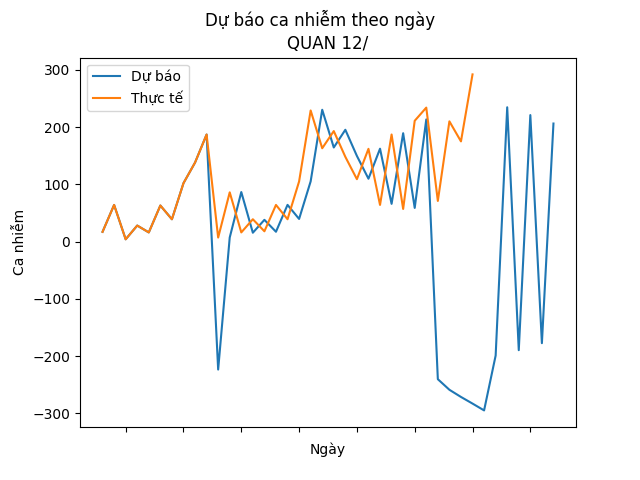 Dự báo ca nhiễm theo ngày
QUAN 12/
Dự báo
Thực tế
300
200
100
0
−100
−200
−300
Ca nhiễm
Ngày